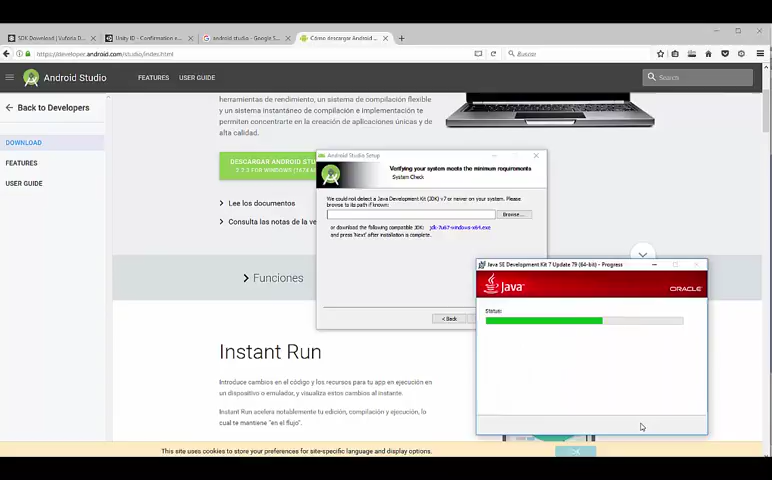 SDK Download | Vuforia D...
Unity ID - Confirmation e...
android studio - Google S...
Cómo descargar Android ...
https://developer.android.com/studio/index.html
Buscar
Android Studio
FEATURES
USER GUIDE
Search
Back to Developers
DOWNLOAD
FEATURES
USER GUIDE
herramientas de rendimiento, un sistema de compilación flexible
y un sistema instantáneo de compilación e implementación te
permiten concentrarte en la creación de aplicaciones únicas y de
alta calidad.
DESCARGAR ANDROID STU
2.2.3 FOR WINDOWS (1674 M
Lee los documentos
Consulta las notas de la ve
Funciones
Android Studio Setup
Verifying your system meets the minimum requirements
System Check
We could not detect a Java Development Kit (JDK) v7 or newer on your system. Please
browse to its path if known:
Browse...
or download the following compatible JDK: jdk-7u67-windows-x64.exe
and press 'Next' after installation is complete.
< Back
Java SE Development Kit 7 Update 79 (64-bit) - Progress
Java
ORACLE
Status:
Instant Run
Introduce cambios en el código y los recursos para tu app en ejecución en
un dispositivo o emulador, y visualiza estos cambios al instante.
Instant Run acelera notablemente tu edición, compilación y ejecución, lo
cual te mantiene "en el flujo".
This site uses cookies to store your preferences for site-specific language and display options.